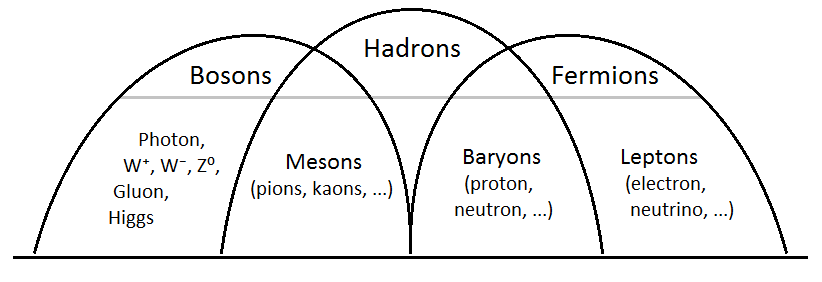 Hadrons
Bosons
Fermions
Photon,
W⁺, W⁻, Z⁰,
Gluon,
Higgs
Mesons
(pions, kaons, ...)
Baryons
(proton,
neutron, ...)
Leptons
(electron,
neutrino, ...)